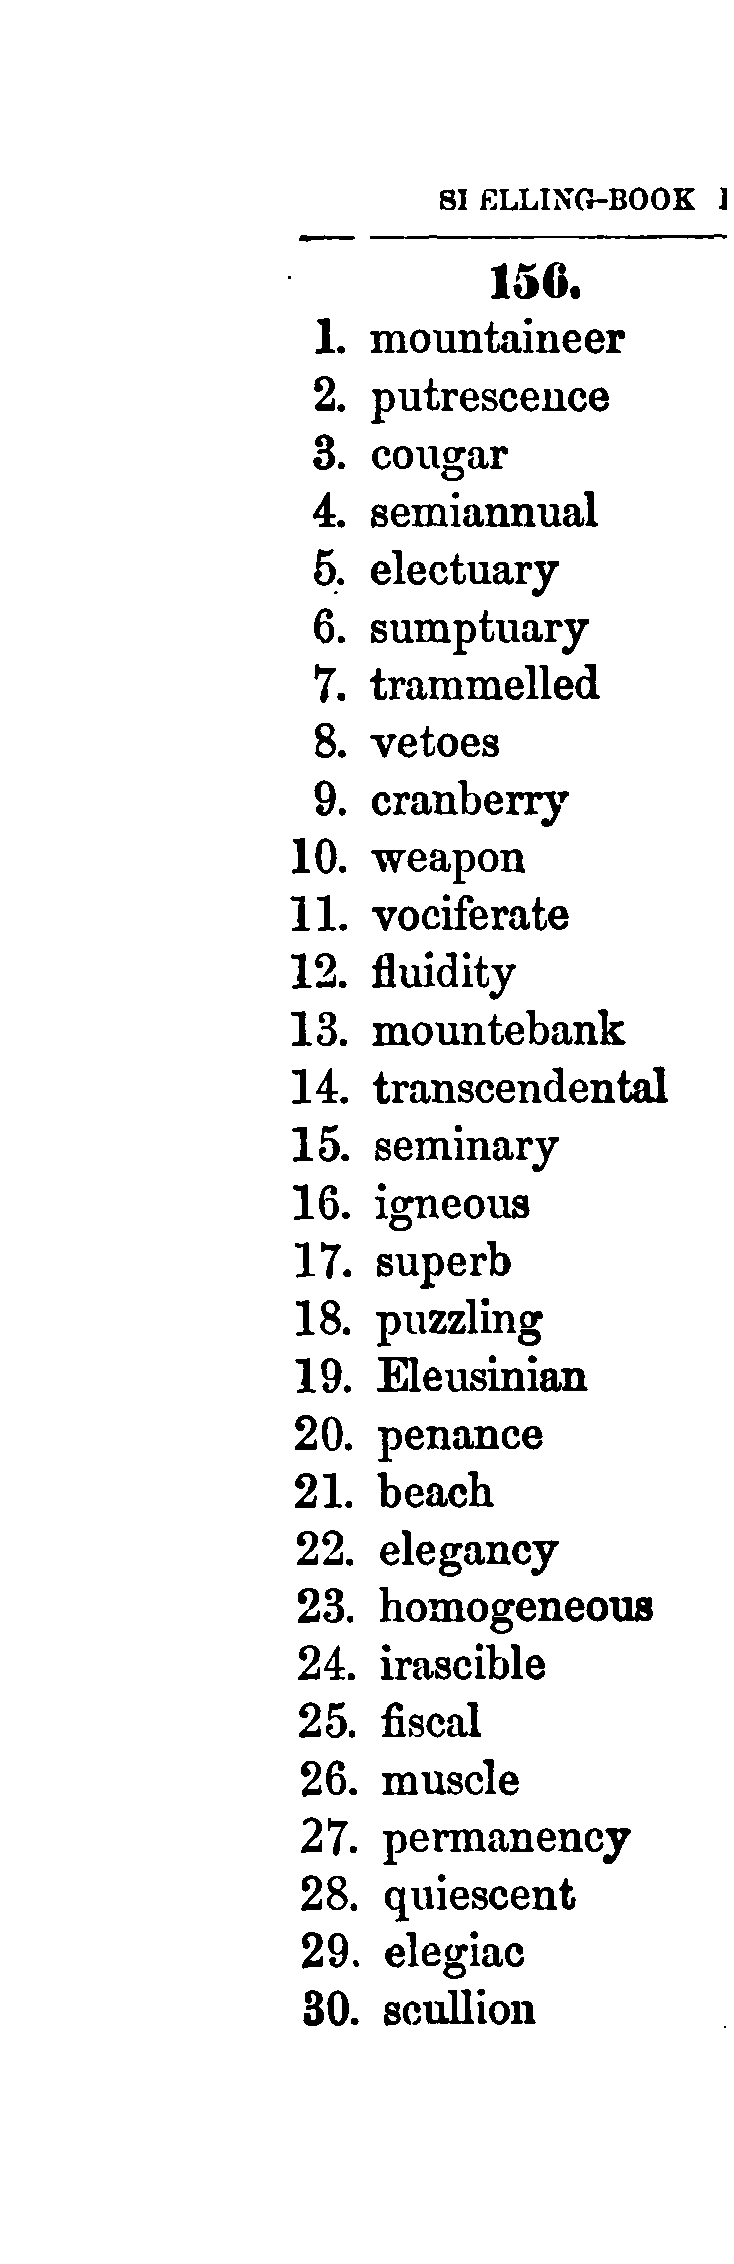 SPELLING-BOOK
156.
1. mountaineer
2. putrescence
3. cougar
4. semiannual
5. electuary
6. sumptuary
7. trammelled
8. vetoes
9. cranberry
10. weapon
11. vociferate
12. fluidity
13. mountebank
14. transcendental
15. seminary
16. igneous
17. superb
18. puzzling
19. Eleusinian
20. penance
21. beach
22. elegancy
23. homogeneous
24. irascible
25. fiscal
26. muscle
27. permanency
28. quiescent
29. elegiac
30. scullion